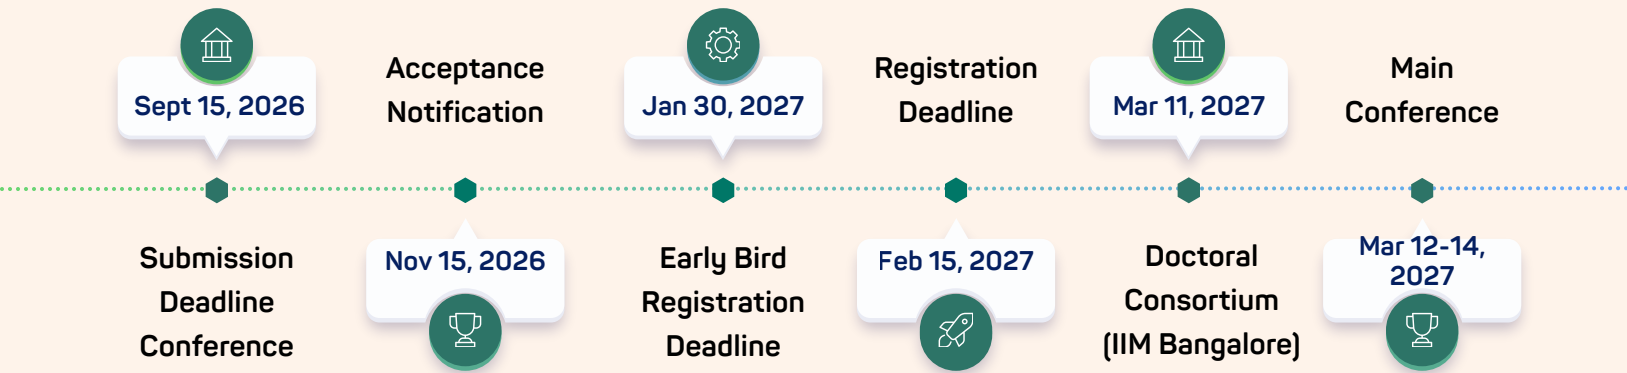 Sept 15, 2026
Submission
Deadline
Conference
Acceptance
Notification
Nov 15, 2026
Jan 30, 2027
Early Bird
Registration
Deadline
Registration
Deadline
Feb 15, 2027
Mar 11, 2027
Doctoral
Consortium
(IIM Bangalore)
Main
Conference
Mar 12-14,
2027